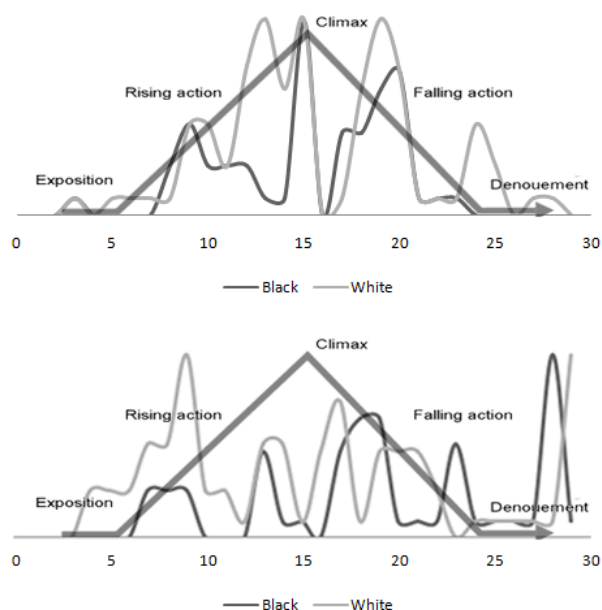 Climax
Rising action
Falling action
Exposition
Denouement
0 5 10 15 20 25 30
Black White
Climax
Rising action
Falling action
Exposition
Denouement
0 5 10 15 20 25 30
Black White